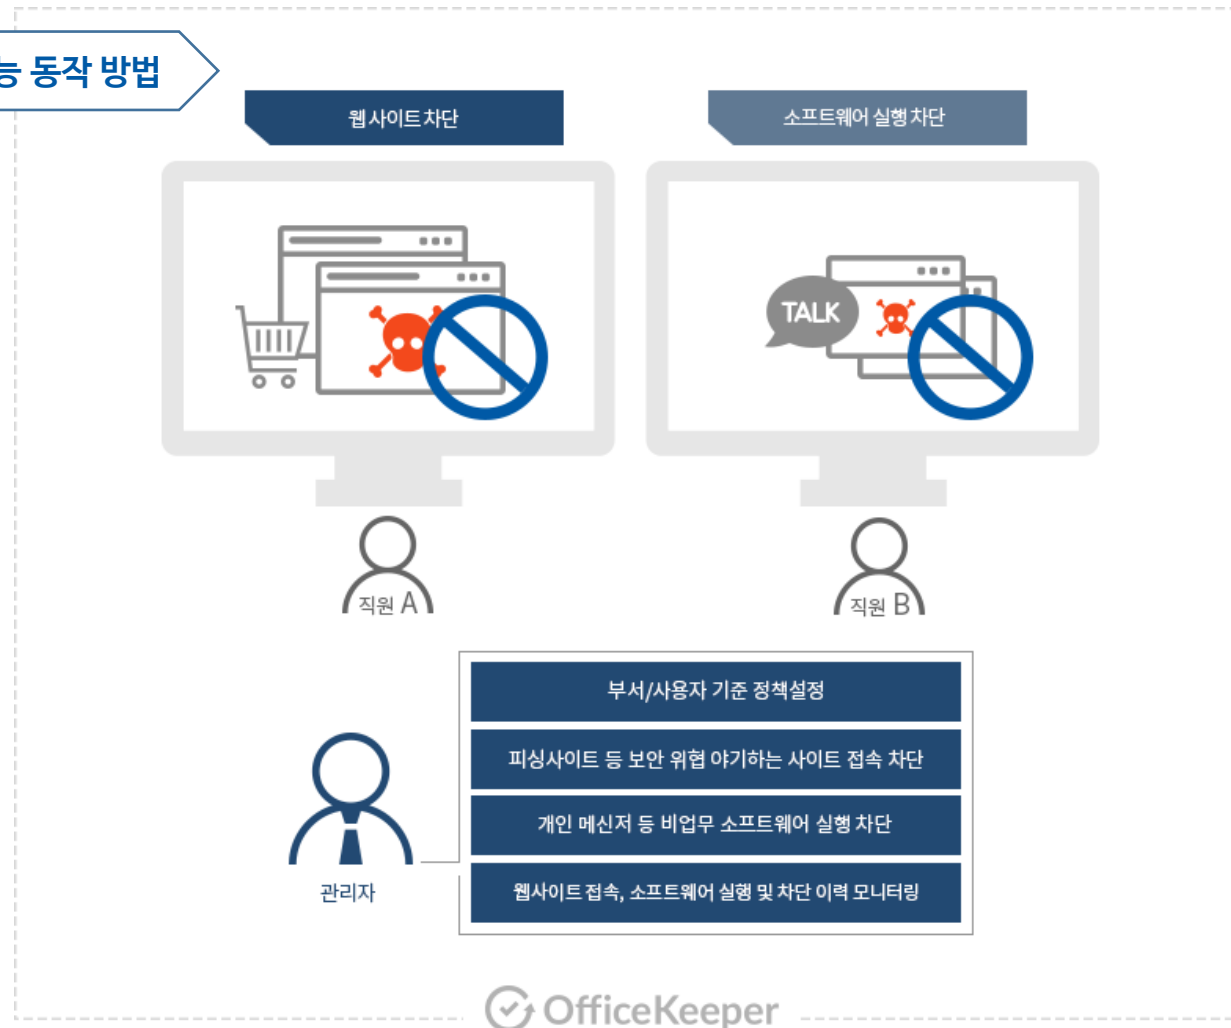 능 동작 방법
웹 사이트 차단
소프트웨어 실행 차단
TALK
직원 A
직원 B
부서/사용자 기준 정책설정
피싱사이트 등 보안 위협 야기하는 사이트 접속 차단
개인 메신저 등 비업무 소프트웨어 실행 차단
웹사이트 접속, 소프트웨어 실행 및 차단 이력 모니터링
관리자
OfficeKeeper